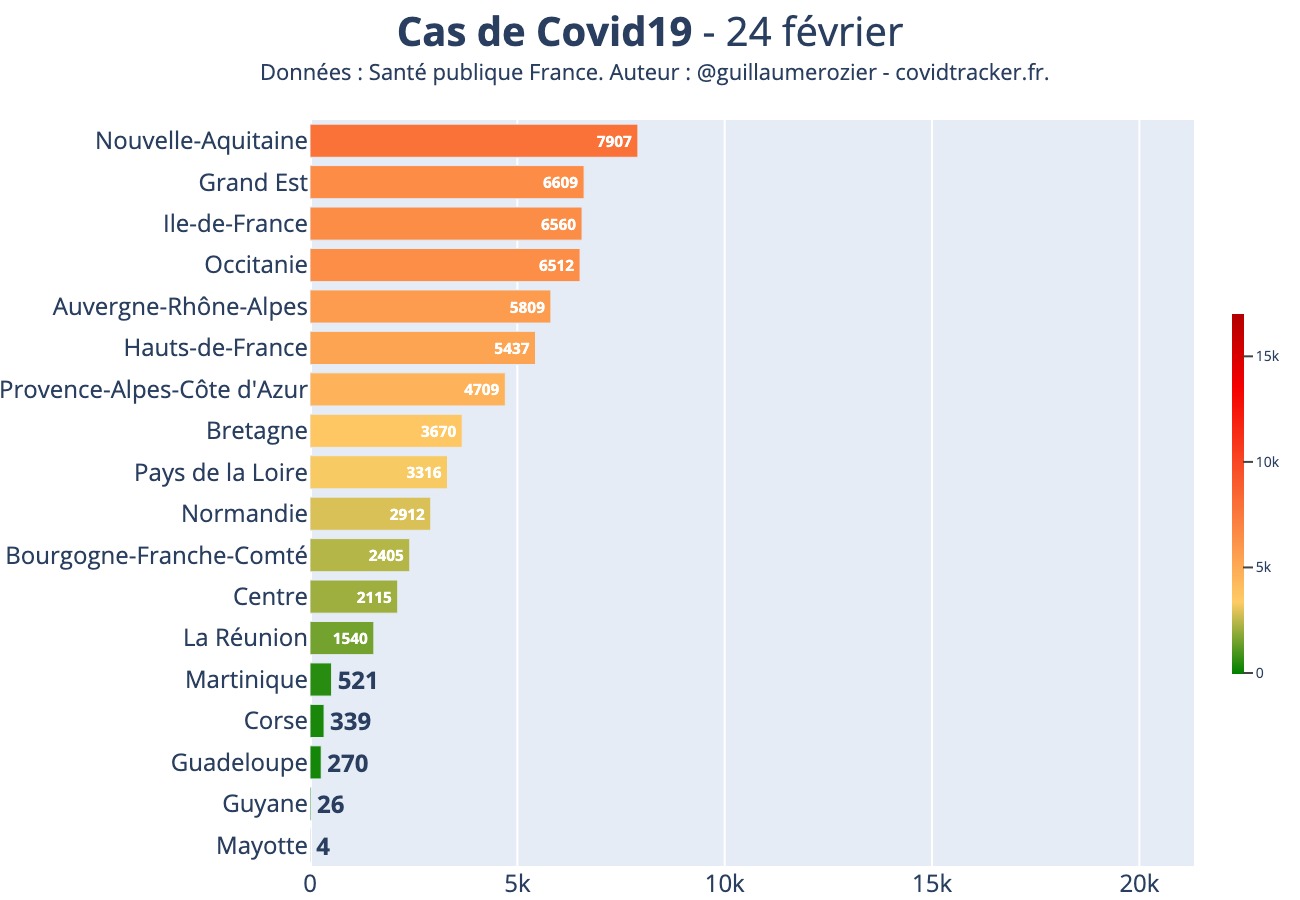 Cas de Covid19 - 24 février
Données : Santé publique France. Auteur : @guillaumerozier - covidtracker.fr.
Nouvelle-Aquitaine 7907
Grand Est 6609
Ile-de-France 6560
Occitanie 6512
Auvergne-Rhône-Alpes 5809
Hauts-de-France 5437
Provence-Alpes-Côte d'Azur 4709
Bretagne 3670
Pays de la Loire 3316
Normandie 2912
Bourgogne-Franche-Comté 2405
Centre 2115
La Réunion 1540
Martinique 521
Corse 339
Guadeloupe 270
Guyane 26
Mayotte 4
0 5k 10k 15k 20k
15k
10k
5k
0